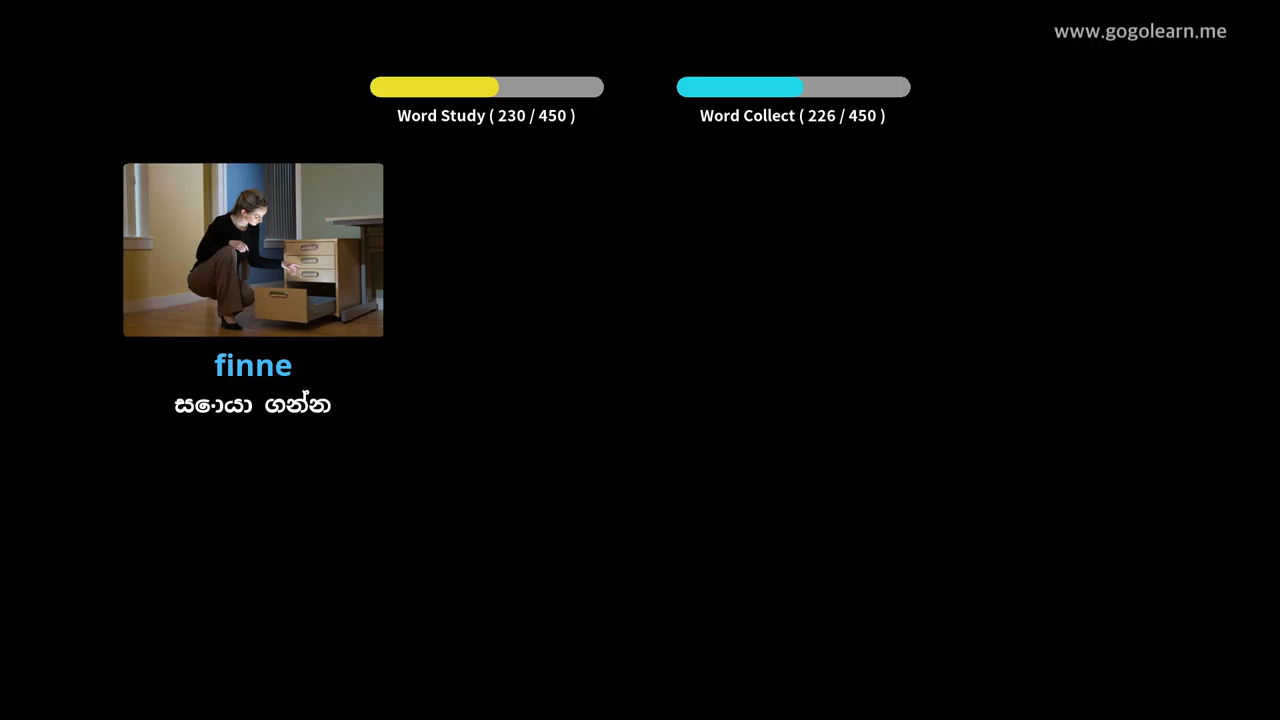 www.gogolearn.me
Word Study ( 230 / 450 )
Word Collect ( 226 / 450 )
finne
සොයා ගන්න